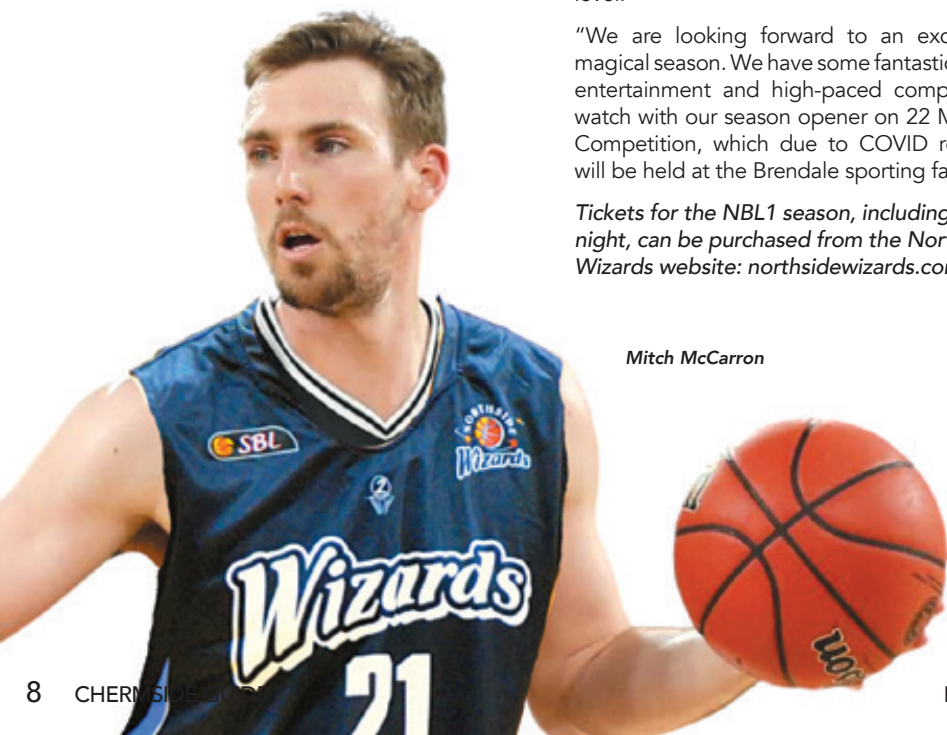 "We are looking forward to an exc
magical season. We have some fantastic
entertainment and high-paced comp
watch with our season opener on 22 M
Competition, which due to COVID re
will be held at the Brendale sporting fa
Tickets for the NBL1 season, including
night, can be purchased from the Nor
Wizards website: northsidewizards.co
Mitch McCarron
SBL
NORTHSIDE
Wizards
Wizards
21
8 CHERMSIDE GUIDE